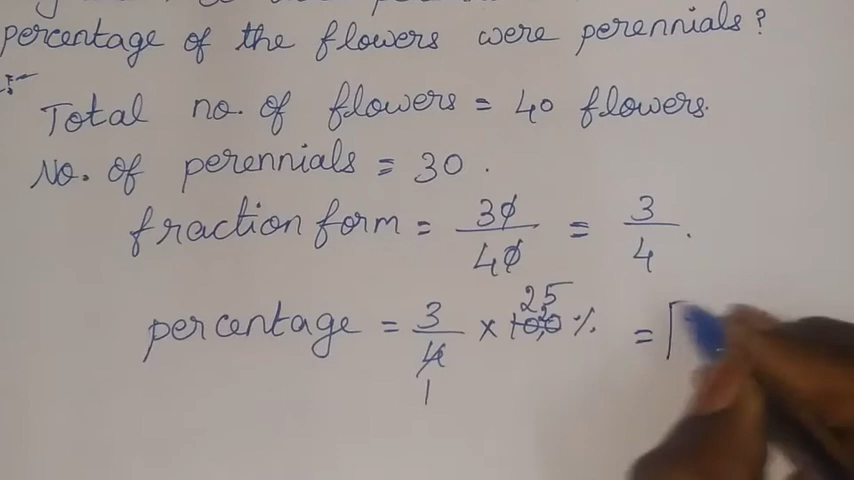 percentage of the flowers were perennials?
Total no. of flowers = 40 flowers.
No. of perennials = 30.
fraction form = 30/40 = 3/4.
percentage = 3/4 × 100 % =
25
1